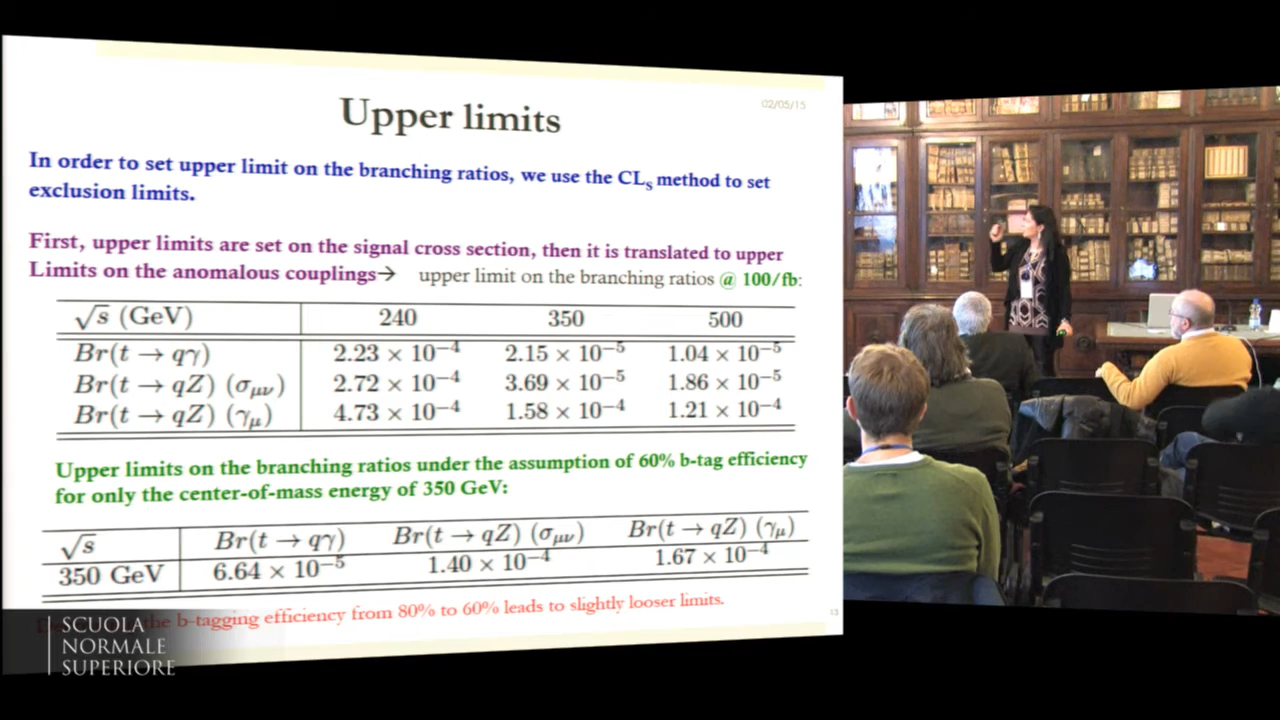 02/05/15
Upper limits
In order to set upper limit on the branching ratios, we use the CLs method to set
exclusion limits.
First, upper limits are set on the signal cross section, then it is translated to upper
Limits on the anomalous couplings→ upper limit on the branching ratios @ 100/fb:
√s (GeV) 240 350 500
Br(t → qγ) 2.23 × 10−4 2.15 × 10−5 1.04 × 10−5
Br(t → qZ) (σμν) 2.72 × 10−4 3.69 × 10−5 1.86 × 10−5
Br(t → qZ) (γμ) 4.73 × 10−4 1.58 × 10−4 1.21 × 10−4
Upper limits on the branching ratios under the assumption of 60% b-tag efficiency
for only the center-of-mass energy of 350 GeV:
√s Br(t → qγ) Br(t → qZ) (σμν) Br(t → qZ) (γμ)
350 GeV 6.64 × 10−5 1.40 × 10−4 1.67 × 10−4
the b-tagging efficiency from 80% to 60% leads to slightly looser limits.
13
SCUOLA
NORMALE
SUPERIORE